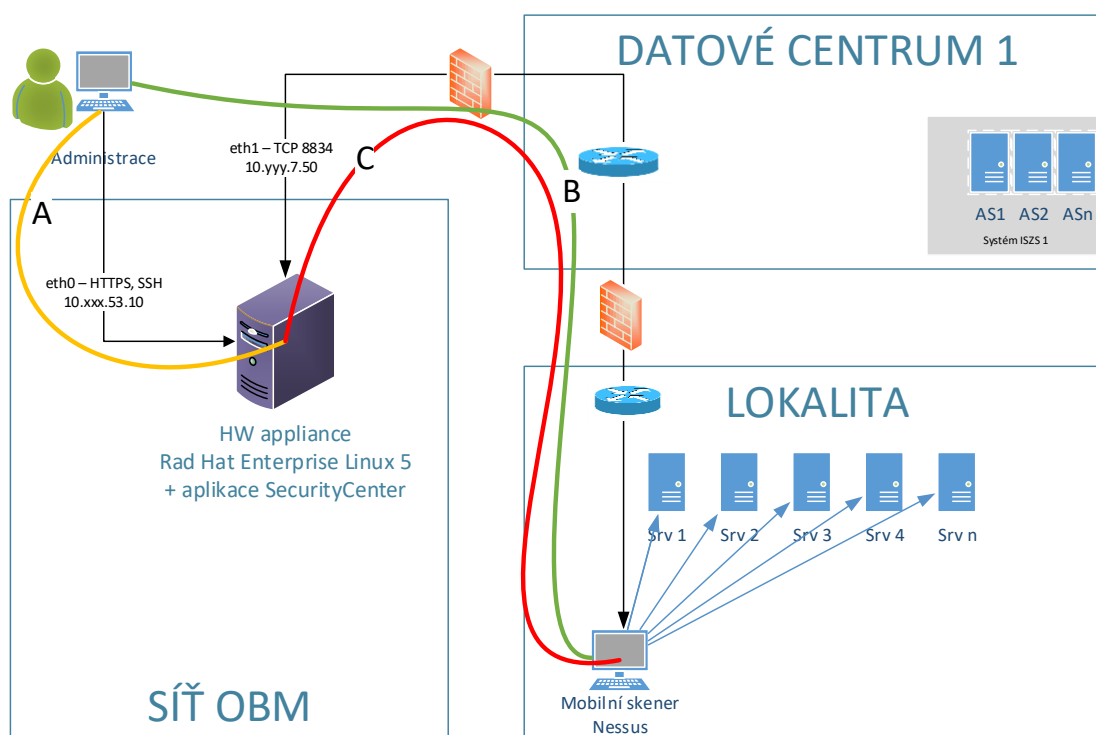 DATOVÉ CENTRUM 1
Administrace
eth1 – TCP 8834
10.yyy.7.50
C
B
A
AS1 AS2 ASn
Systém ISZS 1
eth0 – HTTPS, SSH
10.xxx.53.10
LOKALITA
HW appliance
Rad Hat Enterprise Linux 5
+ aplikace SecurityCenter
Srv 1 Srv 2 Srv 3 Srv 4 Srv n
SÍŤ OBM
Mobilní skener
Nessus